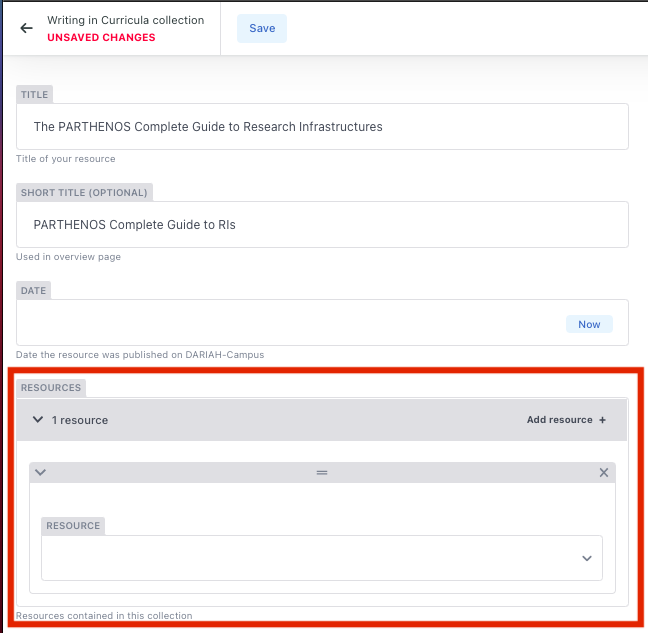 Writing in Curricula collection
UNSAVED CHANGES
Save
TITLE
The PARTHENOS Complete Guide to Research Infrastructures
Title of your resource
SHORT TITLE (OPTIONAL)
PARTHENOS Complete Guide to RIs
Used in overview page
DATE
Now
Date the resource was published on DARIAH-Campus
RESOURCES
1 resource
Add resource +
RESOURCE
Resources contained in this collection